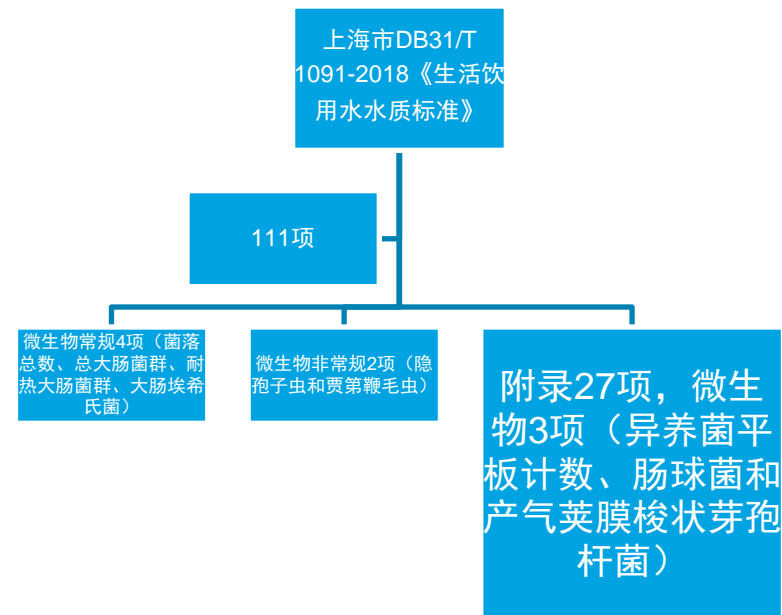 上海市DB31/T
1091-2018《生活饮
用水水质标准》
111项
微生物常规4项（菌落
总数、总大肠菌群、耐
热大肠菌群、大肠埃希
氏菌）
微生物非常规2项（隐
孢子虫和贾第鞭毛虫）
附录27项，微生
物3项（异养菌平
板计数、肠球菌和
产气荚膜梭状芽孢
杆菌）